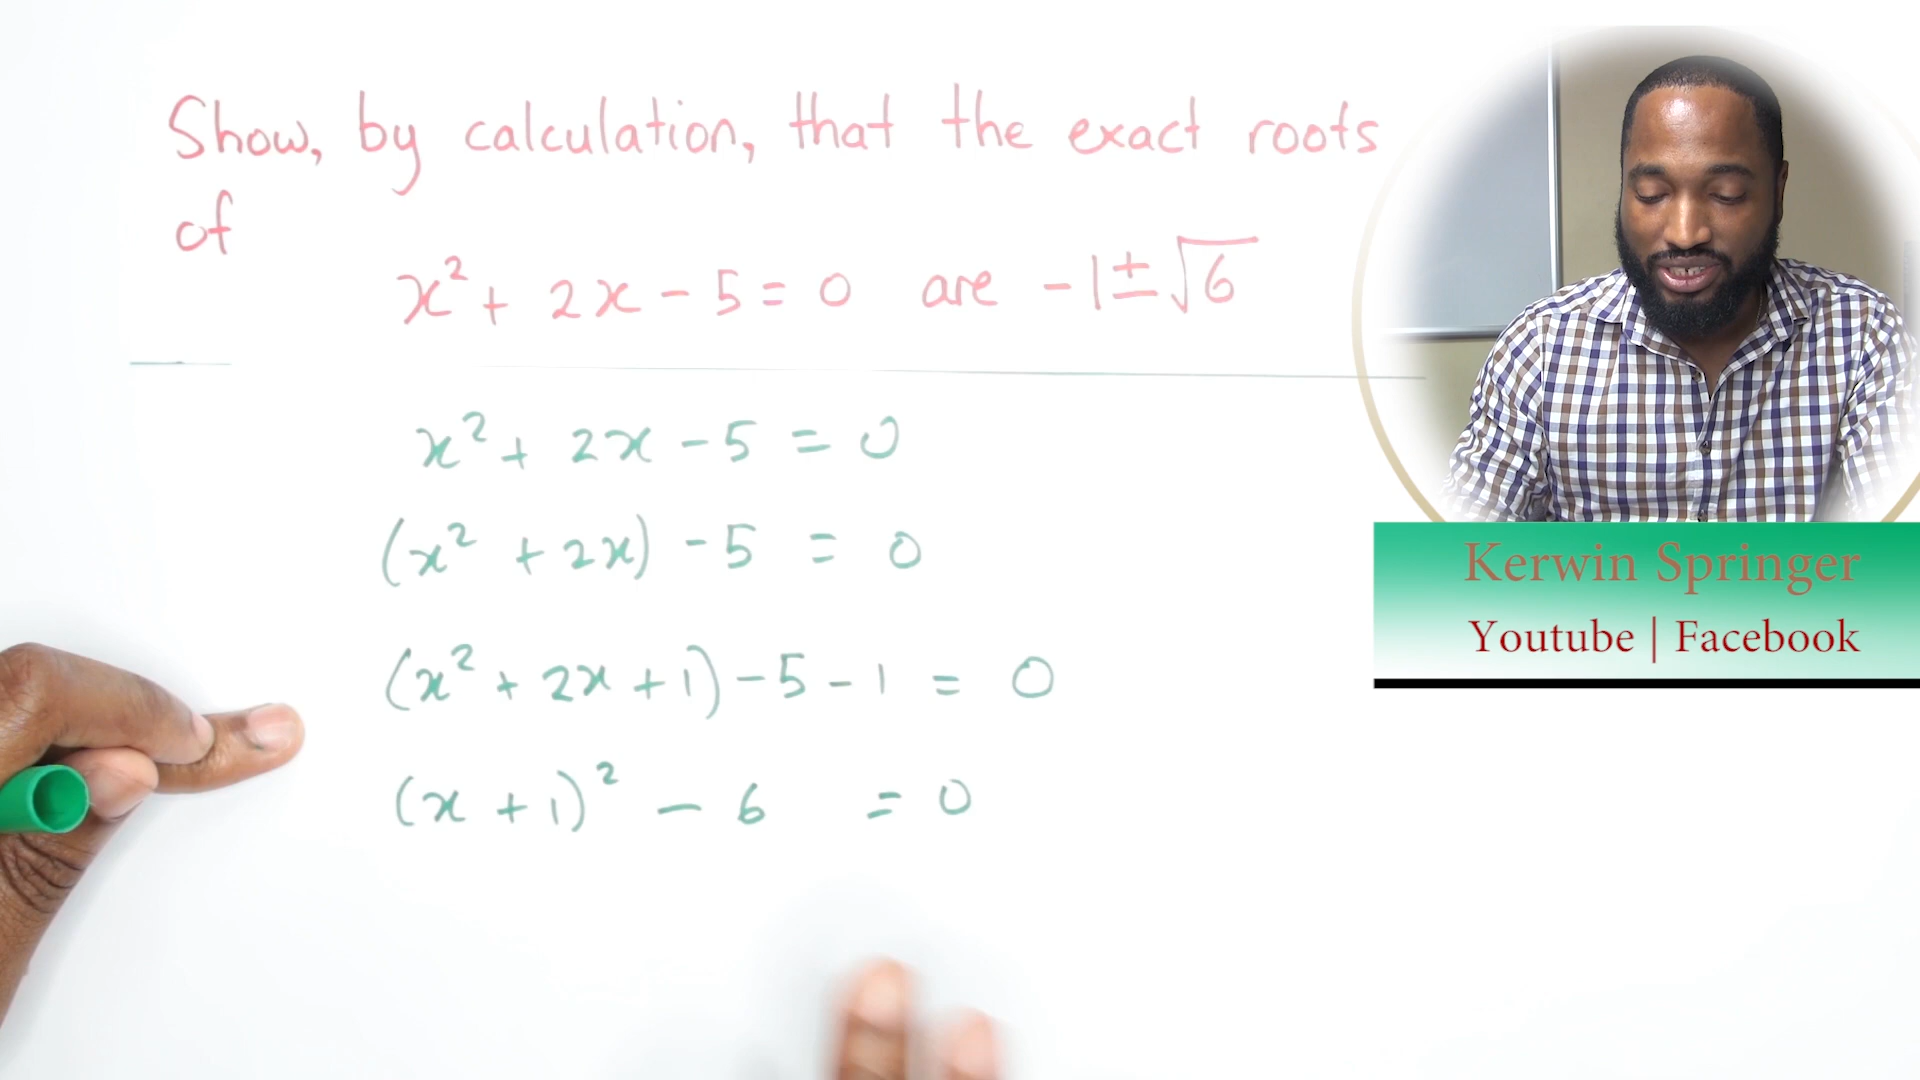 Show, by calculation, that the exact roots
of
x² + 2x - 5 = 0 are -1 ± √6
x² + 2x - 5 = 0
(x² + 2x) - 5 = 0
(x² + 2x + 1) - 5 - 1 = 0
(x + 1)² - 6 = 0
Kerwin Springer
Youtube | Facebook